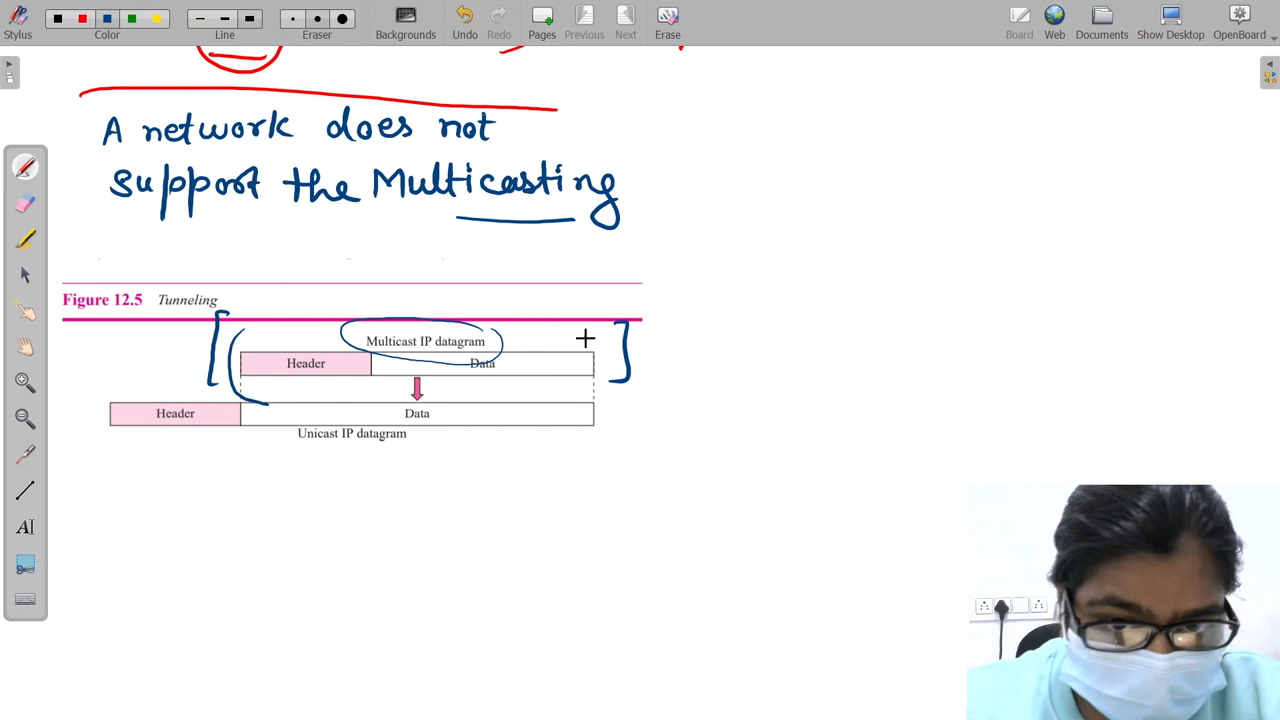 Stylus
Color
Line
Eraser
Backgrounds
Undo
Redo
Pages
Previous
Next
Erase
Board
Web
Documents
Show Desktop
OpenBoard
A network does not
support the Multicasting
Figure 12.5 Tunneling
Multicast IP datagram
Header
Data
Header
Data
Unicast IP datagram